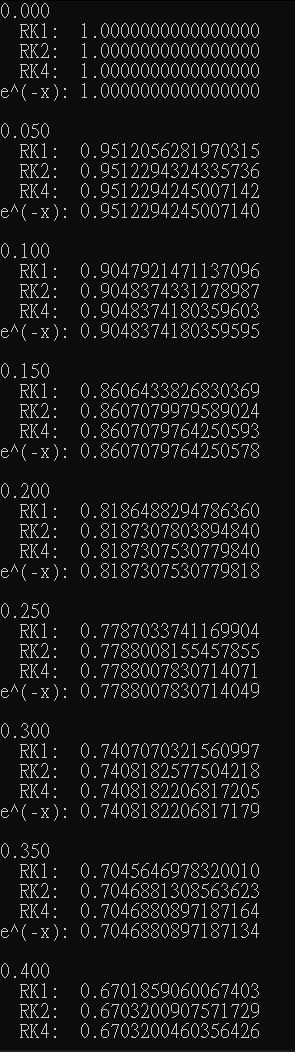 0.000
RK1: 1.0000000000000000
RK2: 1.0000000000000000
RK4: 1.0000000000000000
e^(-x): 1.0000000000000000
0.050
RK1: 0.9512056281970315
RK2: 0.9512294324335736
RK4: 0.9512294245007142
e^(-x): 0.9512294245007140
0.100
RK1: 0.9047921471137096
RK2: 0.9048374331278987
RK4: 0.9048374180359603
e^(-x): 0.9048374180359595
0.150
RK1: 0.8606433826830369
RK2: 0.8607079979589024
RK4: 0.8607079764250593
e^(-x): 0.8607079764250578
0.200
RK1: 0.8186488294786360
RK2: 0.8187307803894840
RK4: 0.8187307530779840
e^(-x): 0.8187307530779818
0.250
RK1: 0.7787033741169904
RK2: 0.7788008155457855
RK4: 0.7788007830714071
e^(-x): 0.7788007830714049
0.300
RK1: 0.7407070321560997
RK2: 0.7408182577504218
RK4: 0.7408182206817205
e^(-x): 0.7408182206817179
0.350
RK1: 0.7045646978320010
RK2: 0.7046881308563623
RK4: 0.7046880897187164
e^(-x): 0.7046880897187134
0.400
RK1: 0.6701859060067403
RK2: 0.6703200907571729
RK4: 0.6703200460356426